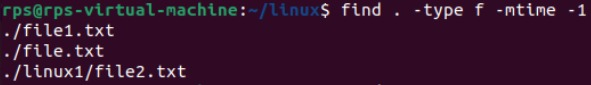 rps@rps-virtual-machine:~/linux$ find . -type f -mtime -1
./file1.txt
./file.txt
./linux1/file2.txt